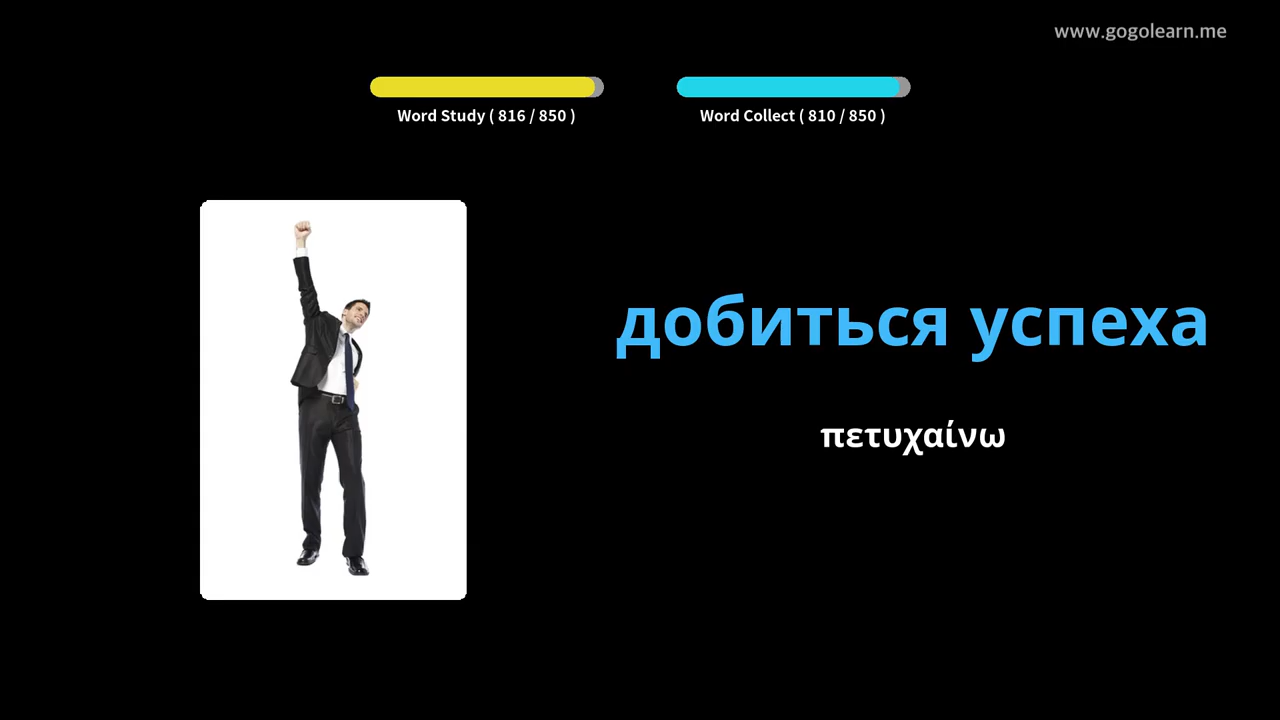 www.gogolearn.me
Word Study ( 816 / 850 )
Word Collect ( 810 / 850 )
добиться успеха
πετυχαίνω